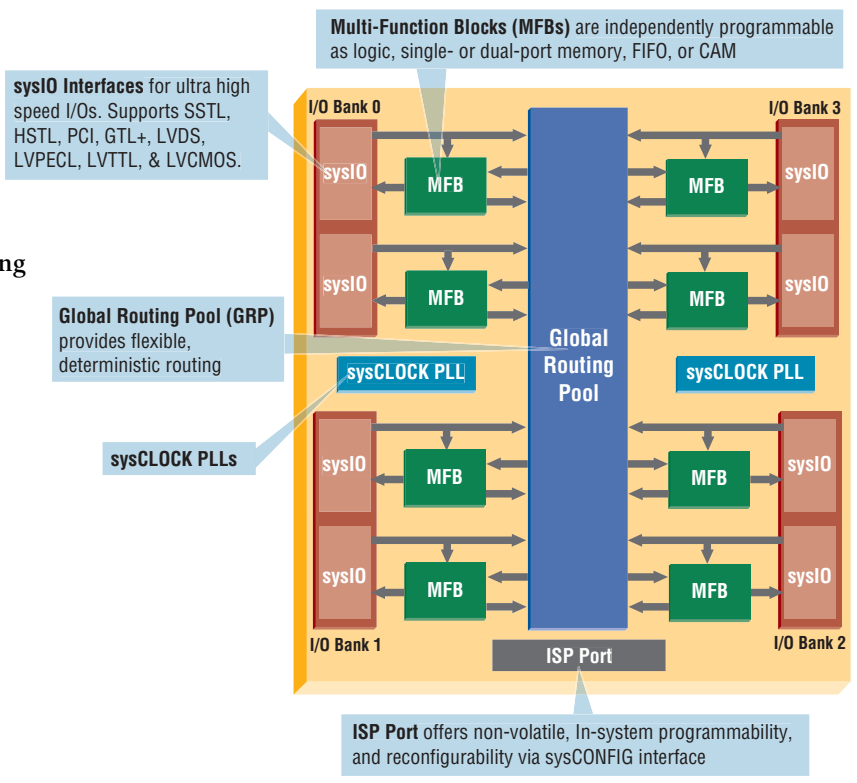 Multi-Function Blocks (MFBs) are independently programmable
as logic, single- or dual-port memory, FIFO, or CAM
sysIO Interfaces for ultra high
speed I/Os. Supports SSTL,
HSTL, PCI, GTL+, LVDS,
LVPECL, LVTTL, & LVCMOS.
I/O Bank 0
I/O Bank 3
sysIO
MFB
MFB
sysIO
ng
sysIO
MFB
MFB
sysIO
Global Routing Pool (GRP)
provides flexible,
deterministic routing
Global
Routing
Pool
sysCLOCK PLL
sysCLOCK PLL
sysCLOCK PLLs
sysIO
MFB
MFB
sysIO
sysIO
MFB
MFB
sysIO
I/O Bank 1
I/O Bank 2
ISP Port
ISP Port offers non-volatile, In-system programmability,
and reconfigurability via sysCONFIG interface